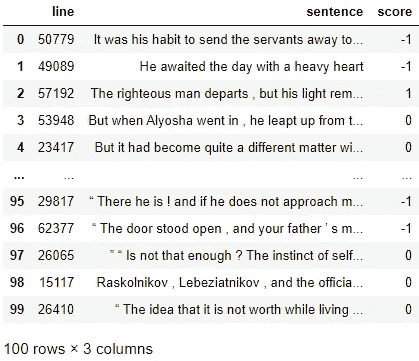 line sentence score
0 50779 It was his habit to send the servants away to... -1
1 49089 He awaited the day with a heavy heart -1
2 57192 The righteous man departs , but his light rem... 1
3 53948 But when Alyosha went in , he leapt up from t... 0
4 23417 But it had become quite a different matter wi... 0
... ... ... ...
95 29817 “ There he is ! and if he does not approach m... -1
96 62377 “ The door stood open , and your father ’ s m... -1
97 26065 ” “ Is not that enough ? The instinct of self... 0
98 15117 Raskolnikov , Lebeziatnikov , and the officia... 0
99 26410 “ The idea that it is not worth while living ... 0
100 rows × 3 columns